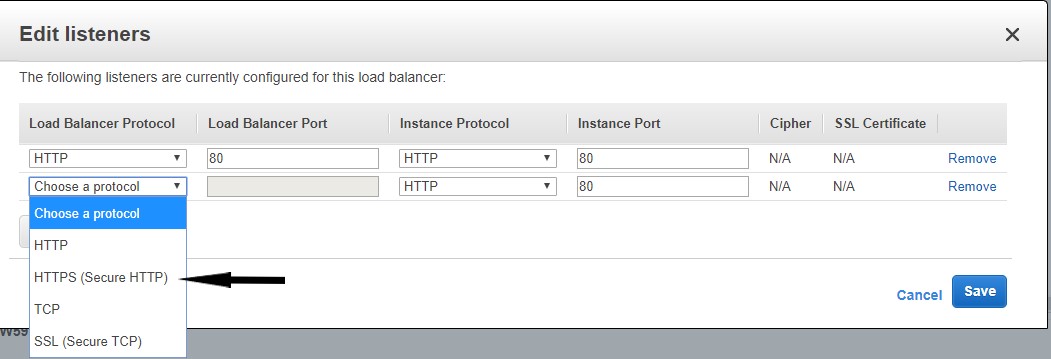 Edit listeners
The following listeners are currently configured for this load balancer:
Load Balancer Protocol Load Balancer Port Instance Protocol Instance Port Cipher SSL Certificate
HTTP 80 HTTP 80 N/A N/A Remove
Choose a protocol HTTP 80 N/A N/A Remove
Choose a protocol
HTTP
HTTPS (Secure HTTP)
TCP
SSL (Secure TCP)
Cancel Save